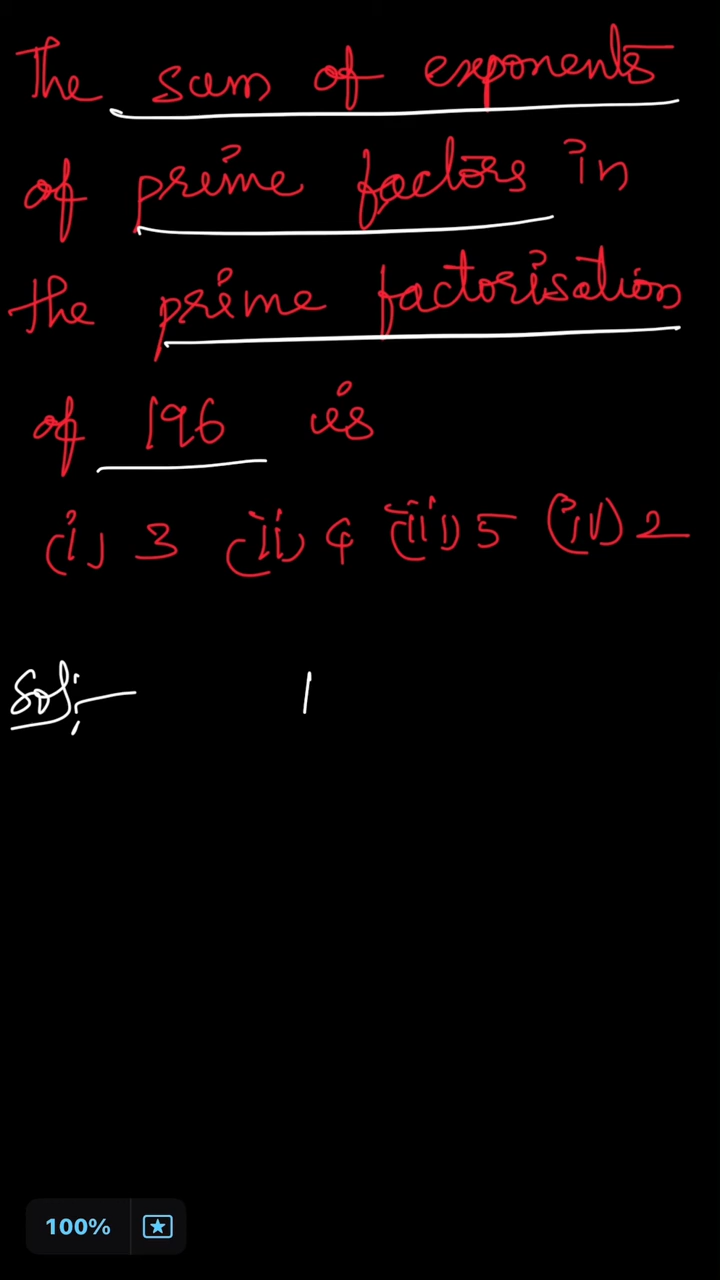 The sum of exponents
of prime factors in
the prime factorisation
of 196 is
(i) 3 (ii) 4 (iii) 5 (iv) 2
Sol:-
1
100%